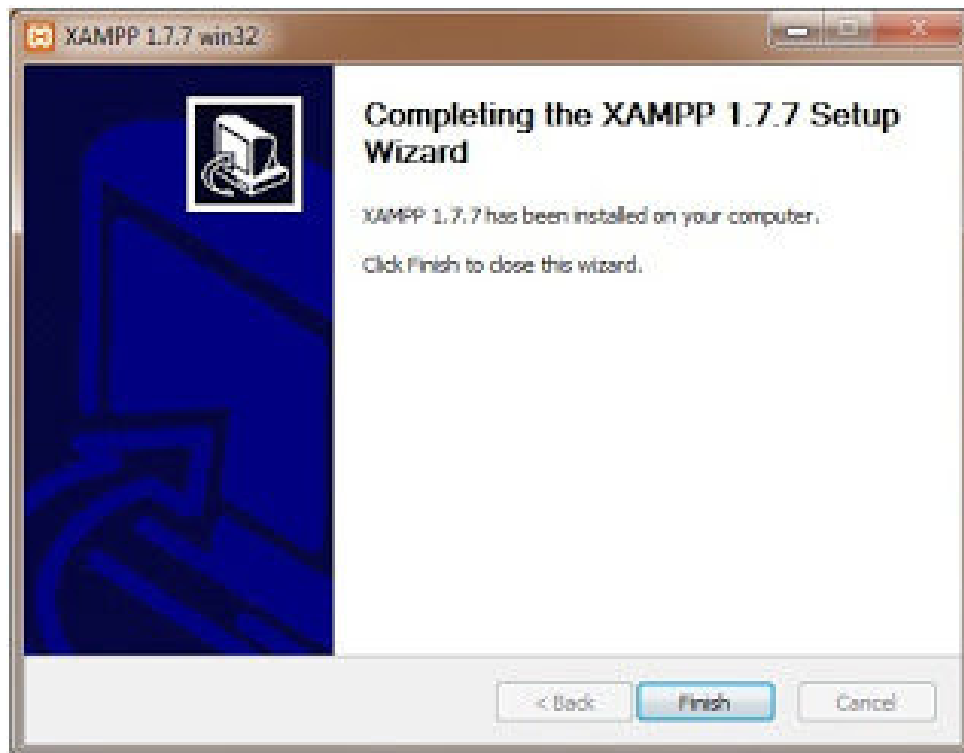 XAMPP 1.7.7 win32
Completing the XAMPP 1.7.7 Setup
Wizard
XAMPP 1.7.7 has been installed on your computer.
Click Finish to close this wizard.
< Back
Finish
Cancel